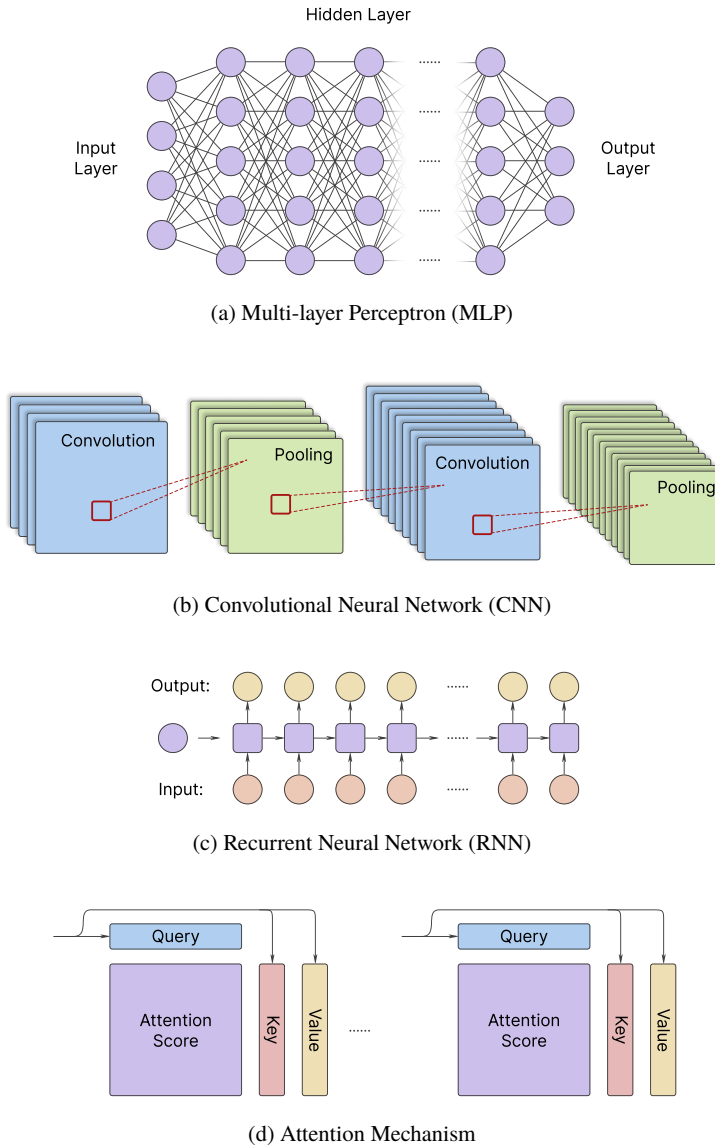 Hidden Layer
......
Input
Layer
......
......
Output
Layer
......
......
(a) Multi-layer Perceptron (MLP)
Convolution
Pooling
Convolution
Pooling
(b) Convolutional Neural Network (CNN)
Output:
......
......
Input:
......
(c) Recurrent Neural Network (RNN)
Query
Query
Attention
Score
Key
Value
......
Attention
Score
Key
Value
(d) Attention Mechanism